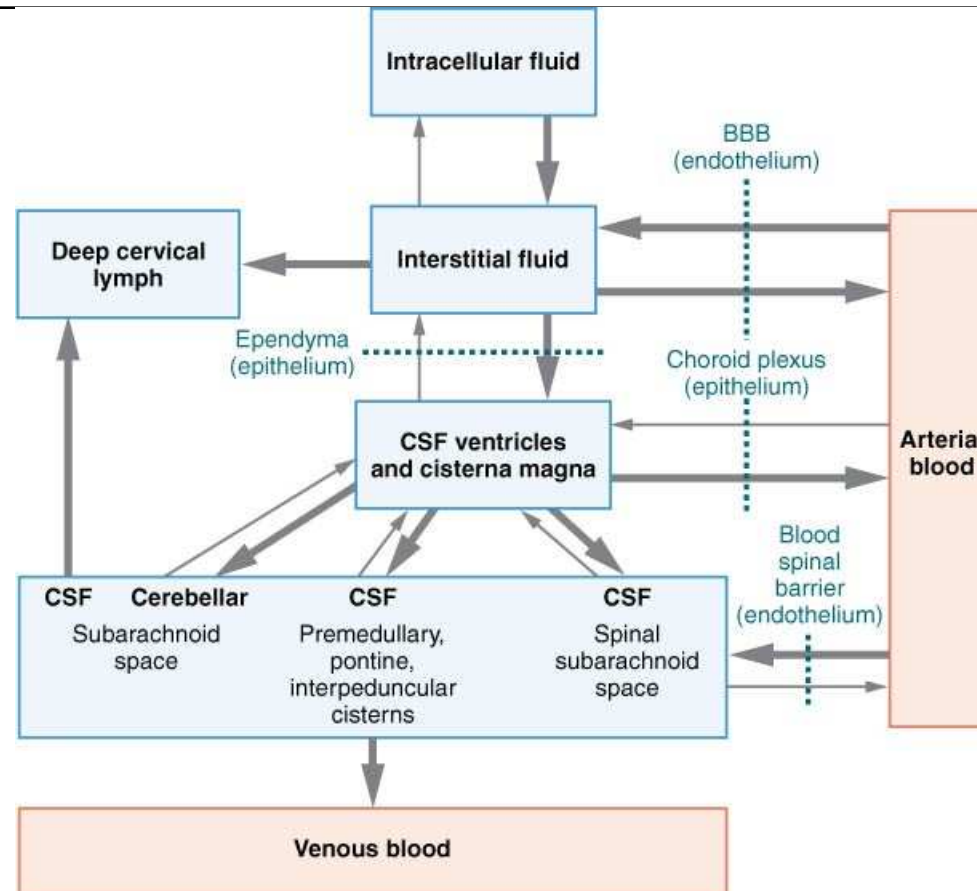 Intracellular fluid
BBB
(endothelium)
Deep cervical
lymph
Interstitial fluid
Ependyma
(epithelium)
Choroid plexus
(epithelium)
CSF ventricles
and cisterna magna
Arterial
blood
Blood
spinal
barrier
(endothelium)
CSF Cerebellar
Subarachnoid
space
CSF
Premedullary,
pontine,
interpeduncular
cisterns
CSF
Spinal
subarachnoid
space
Venous blood